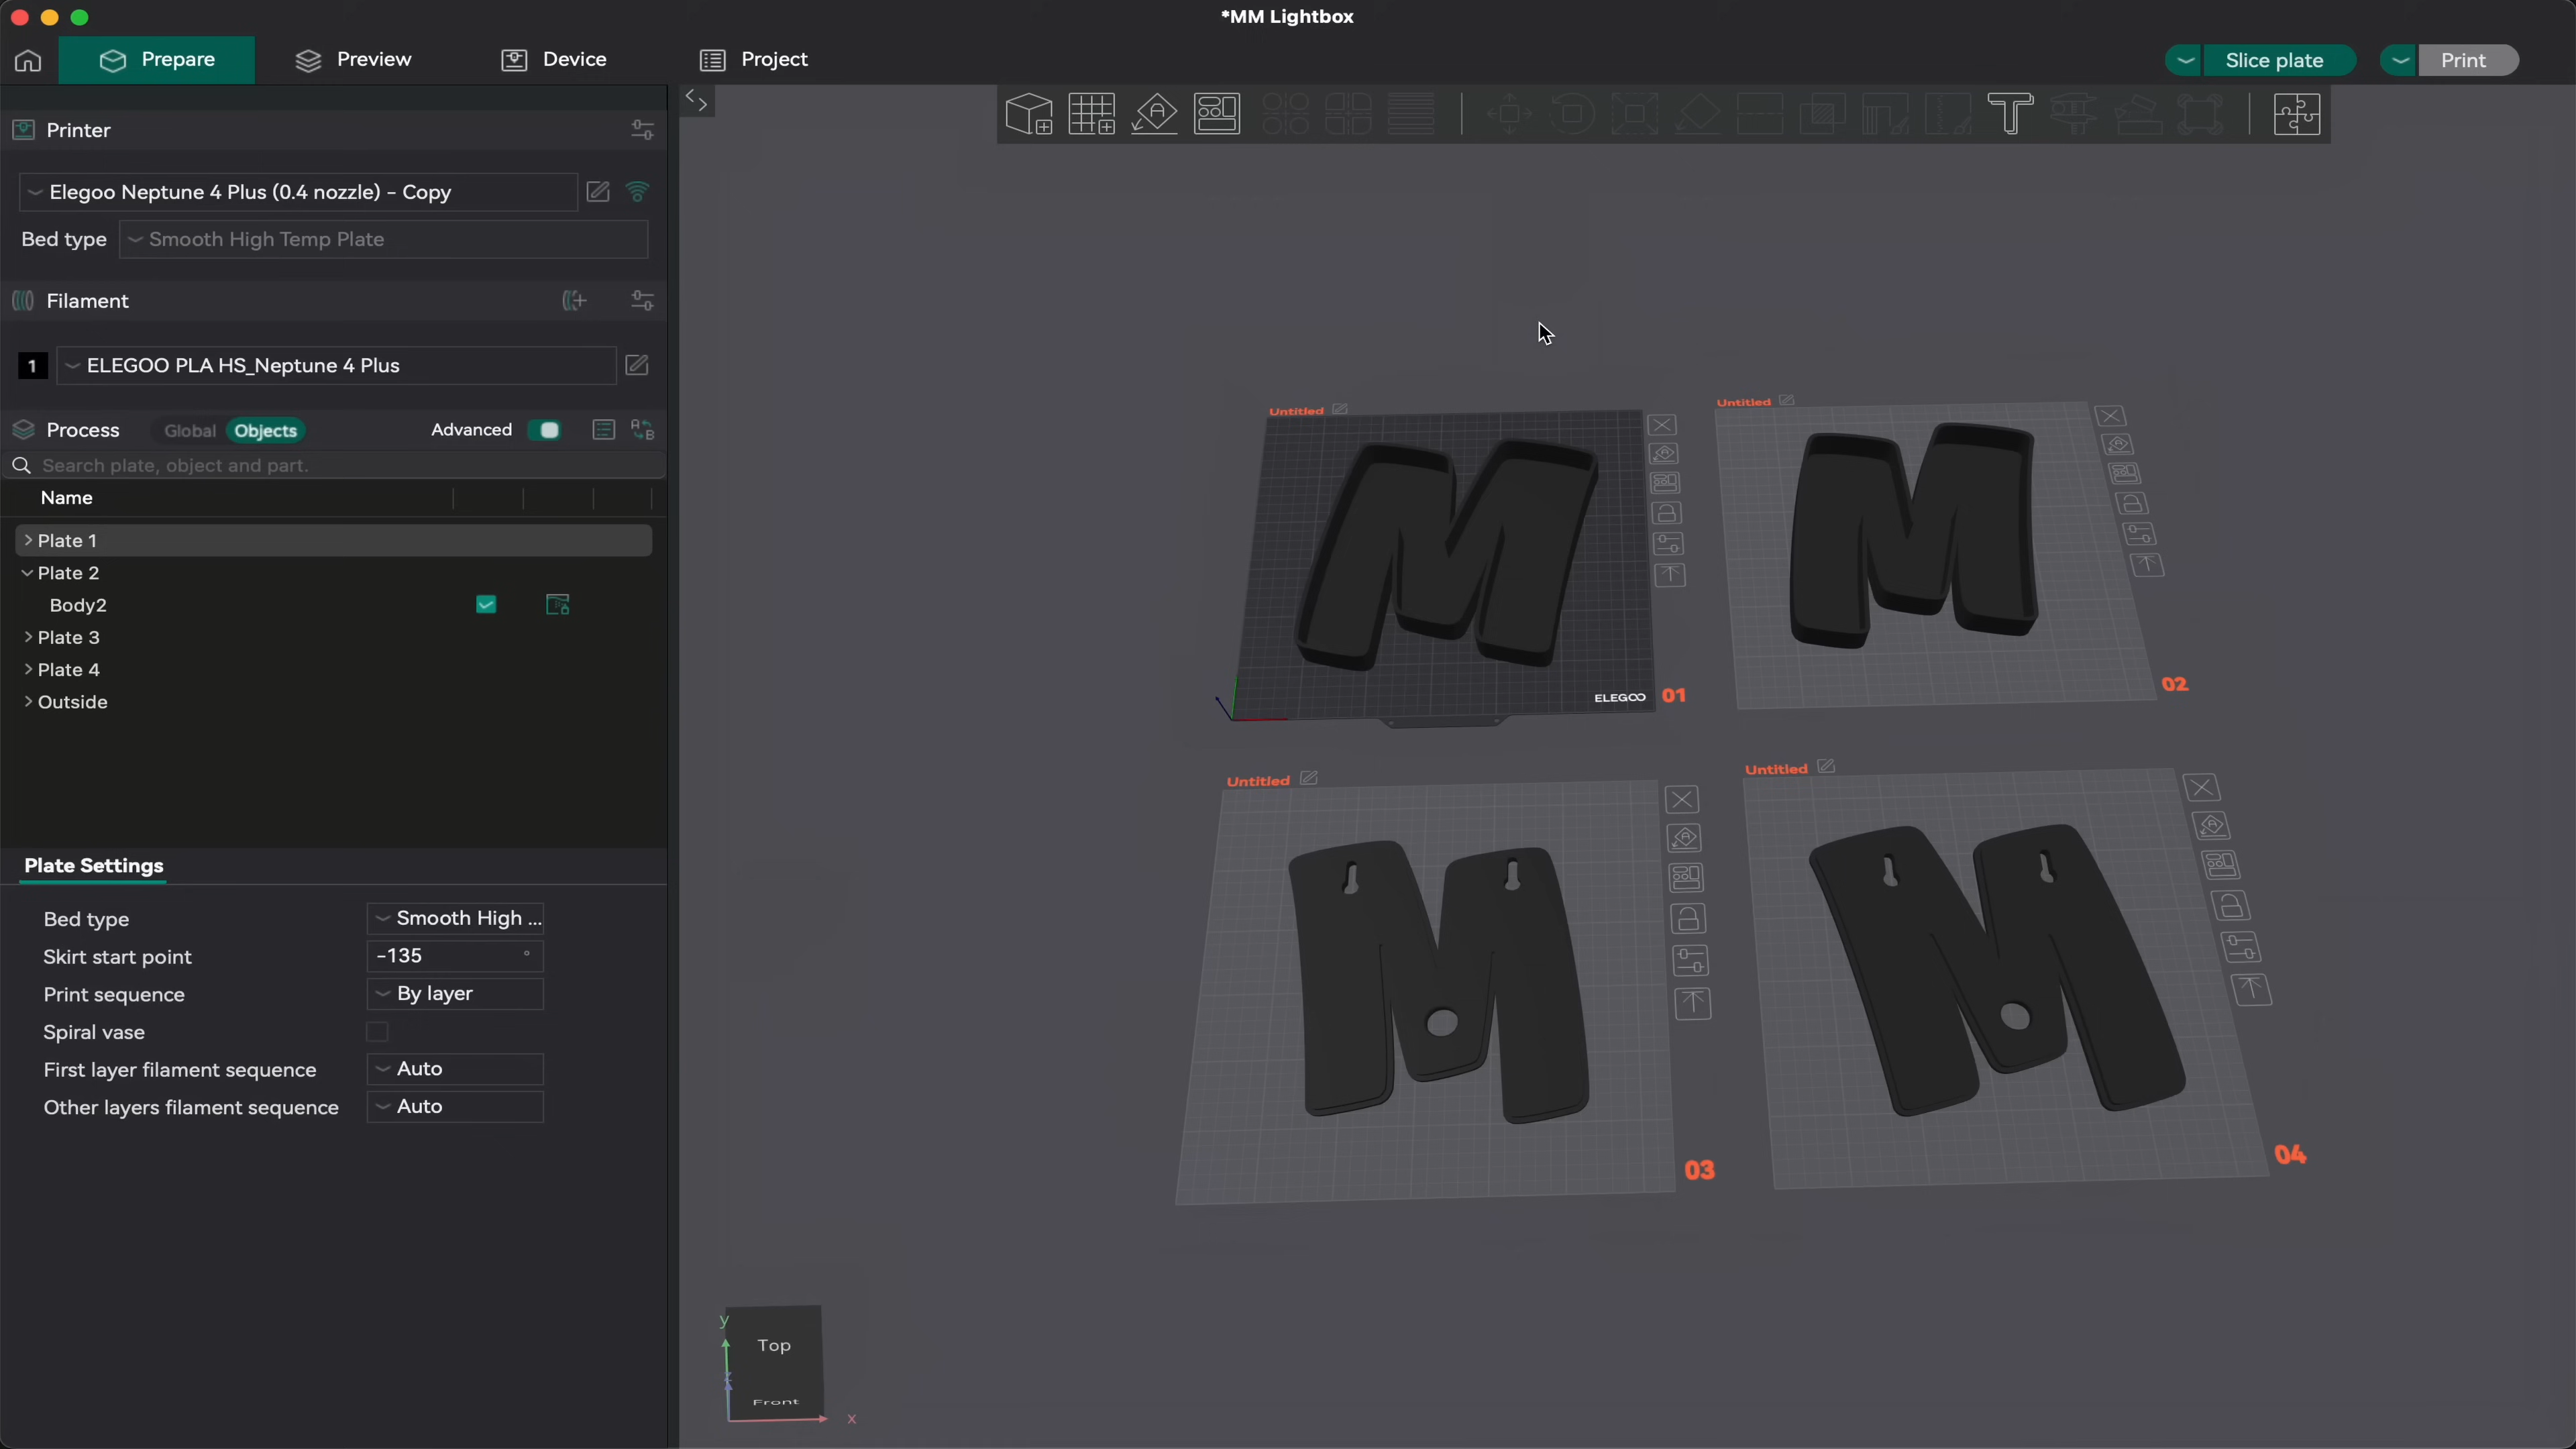 *MM Lightbox
Prepare
Preview
Device
Project
Slice plate
Print
Printer
Elegoo Neptune 4 Plus (0.4 nozzle) - Copy
Bed type
Smooth High Temp Plate
Filament
1
ELEGOO PLA HS_Neptune 4 Plus
Process
Global
Objects
Advanced
Search plate, object and part.
Name
Plate 1
Plate 2
Body2
Plate 3
Plate 4
Outside
Plate Settings
Bed type
Smooth High ...
Skirt start point
-135 °
Print sequence
By layer
Spiral vase
First layer filament sequence
Auto
Other layers filament sequence
Auto
Untitled
Untitled
ELEGOO
01
02
Untitled
Untitled
03
04
y
Top
z
Front
x